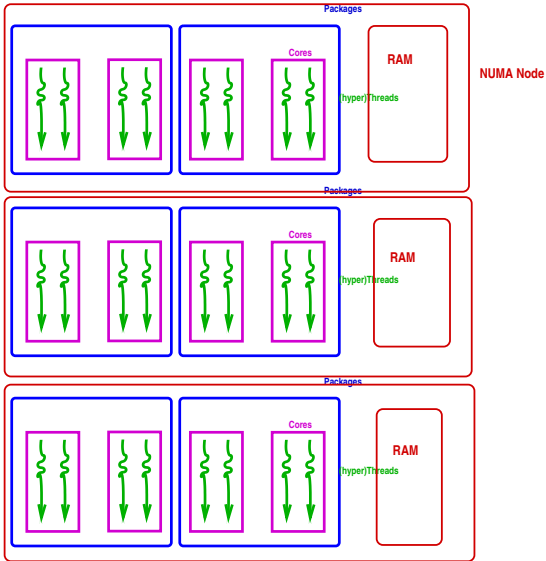 Packages
Cores
RAM
NUMA Node
(hyper)Threads
Packages
Cores
RAM
(hyper)Threads
Packages
Cores
RAM
(hyper)Threads